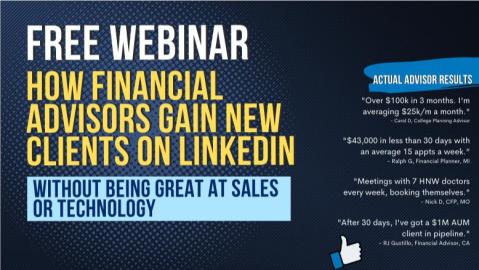 FREE WEBINAR
HOW FINANCIAL
ADVISORS GAIN NEW
CLIENTS ON LINKEDIN
WITHOUT BEING GREAT AT SALES
OR TECHNOLOGY
ACTUAL ADVISOR RESULTS
"Over $100k in 3 months. I'm
averaging $25k/m a month."
- Carol D, College Planning Advisor
"$43,000 in less than 30 days with
an average 15 appts a week."
- Ralph G, Financial Planner, MI
"Meetings with 7 HNW doctors
every week, booking themselves."
- Nick D, CFP, MO
"After 30 days, I've got a $1M AUM
client in pipeline."
- RJ Gustillo, Financial Advisor, CA